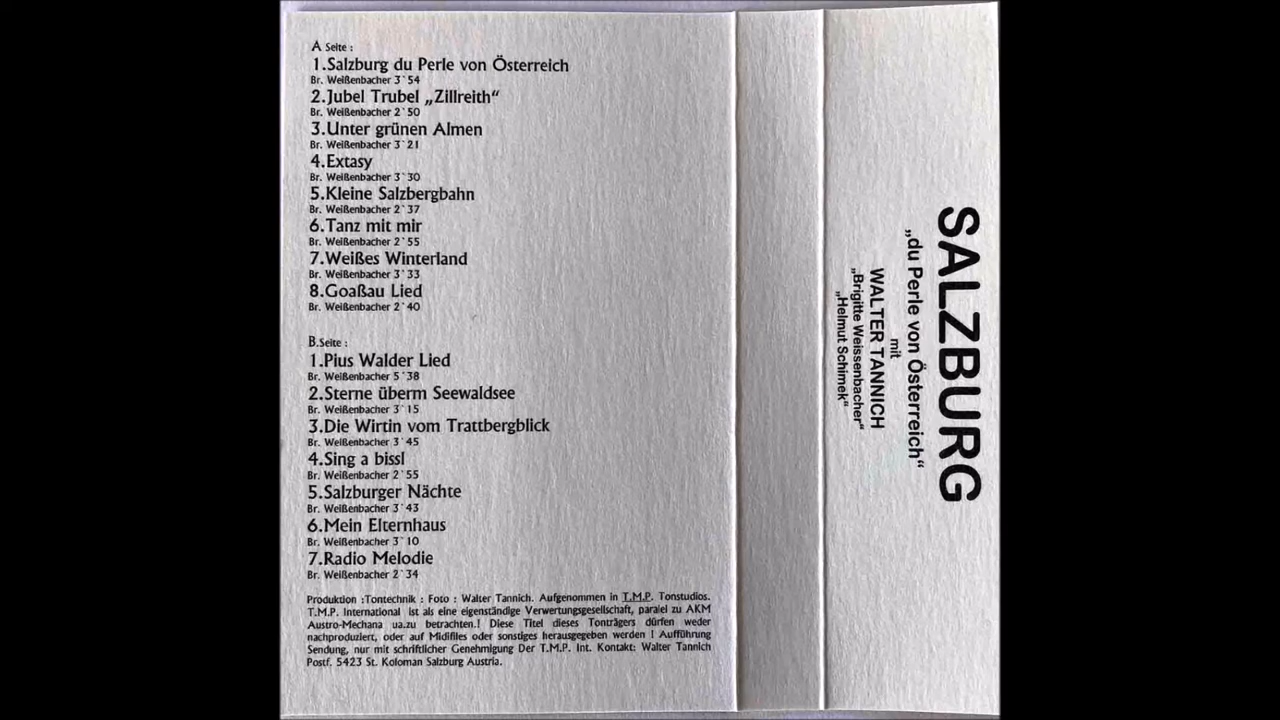 A Seite :
1.Salzburg du Perle von Österreich
Br. Weißenbacher 3`54
2.Jubel Trubel „Zillreith“
Br. Weißenbacher 2`50
3.Unter grünen Almen
Br. Weißenbacher 3`21
4.Extasy
Br. Weißenbacher 3`30
5.Kleine Salzbergbahn
Br. Weißenbacher 2`37
6.Tanz mit mir
Br. Weißenbacher 2`55
7.Weißes Winterland
Br. Weißenbacher 3`33
8.Goaßau Lied
Br. Weißenbacher 2`40
B.Seite :
1.Pius Walder Lied
Br. Weißenbacher 5`38
2.Sterne überm Seewaldsee
Br. Weißenbacher 3`15
3.Die Wirtin vom Trattbergblick
Br. Weißenbacher 3`45
4.Sing a bissl
Br. Weißenbacher 2`55
5.Salzburger Nächte
Br. Weißenbacher 3`43
6.Mein Elternhaus
Br. Weißenbacher 3`10
7.Radio Melodie
Br. Weißenbacher 2`34
Produktion :Tontechnik : Foto : Walter Tannich. Aufgenommen in T.M.P. Tonstudios.
T.M.P. International ist als eine eigenständige Verwertungsgesellschaft, paralel zu AKM
Austro-Mechana ua.zu betrachten.! Diese Titel dieses Tonträgers dürfen weder
nachproduziert, oder auf Midifiles oder sonstiges herausgegeben werden ! Aufführung
Sendung, nur mit schriftlicher Genehmigung Der T.M.P. Int. Kontakt: Walter Tannich
Postf. 5423 St. Koloman Salzburg Austria.
SALZBURG
„du Perle von Österreich“
mit
WALTER TANNICH
„Brigitte Weissenbacher“
„Helmut Schimek“